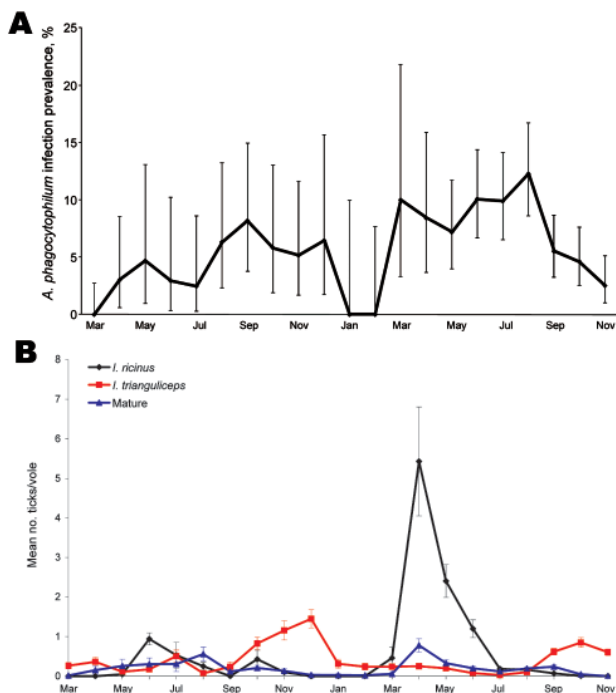 A
A. phagocytophilum infection prevalence, %
25
20
15
10
5
0
Mar May Jul Sep Nov Jan Mar May Jul Sep Nov
B
Mean no. ticks/vole
8
7
6
5
4
3
2
1
0
I. ricinus
I. trianguliceps
Mature
Mar May Jul Sep Nov Jan Mar May Jul Sep Nov